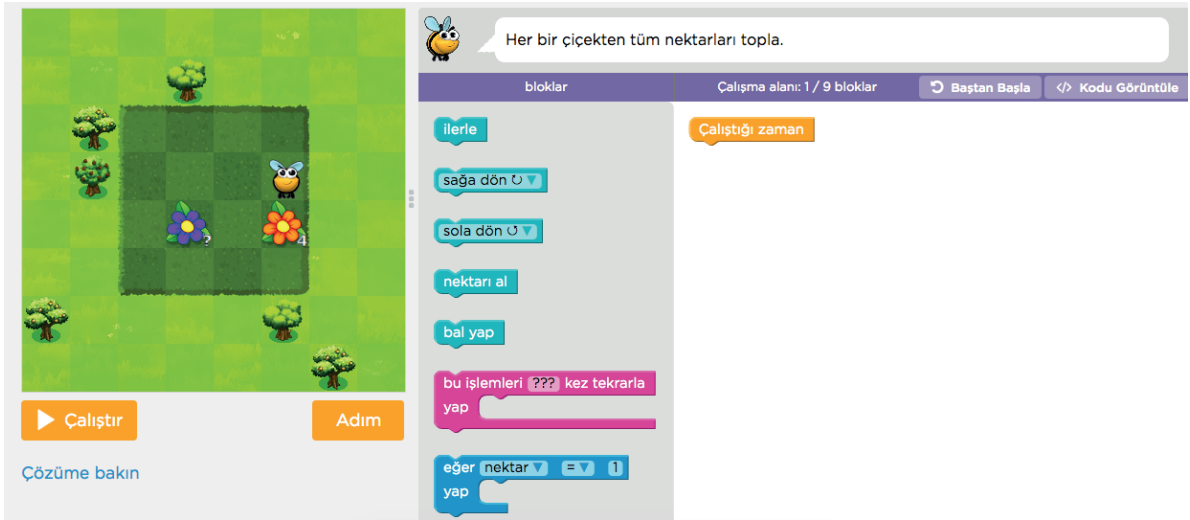 Her bir çiçekten tüm nektarları topla.
bloklar
Çalışma alanı: 1 / 9 bloklar
Baştan Başla
</> Kodu Görüntüle
ilerle
sağa dön ↻ ▼
sola dön ↺ ▼
nektarı al
bal yap
bu işlemleri ??? kez tekrarla
yap
eğer nektar ▼ = ▼ 1
yap
Çalıştığı zaman
?
4
Çalıştır
Adım
Çözüme bakın